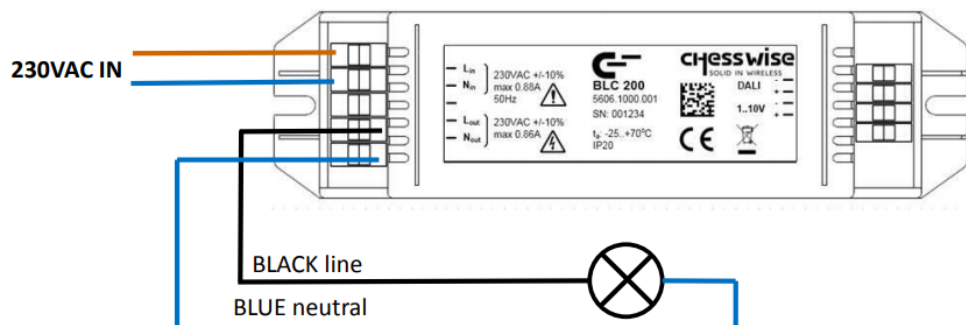 230VAC IN
Lin
Nin
230VAC +/-10%
max 0.88A
50Hz
Lout
Nout
230VAC +/-10%
max 0.86A
BLC 200
5606.1000.001
SN: 001234
ta: -25..+70°C
IP20
CHESSWISE
SOLID IN WIRELESS
DALI
-
-
1..10V
-
+
CE
BLACK line
BLUE neutral